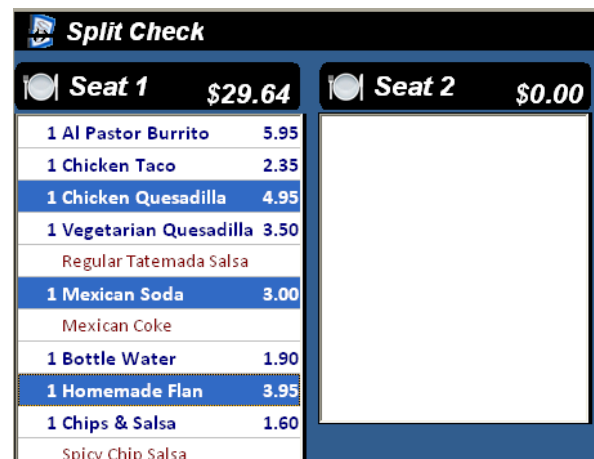 Split Check
Seat 1 $29.64
1 Al Pastor Burrito 5.95
1 Chicken Taco 2.35
1 Chicken Quesadilla 4.95
1 Vegetarian Quesadilla 3.50
Regular Tatemada Salsa
1 Mexican Soda 3.00
Mexican Coke
1 Bottle Water 1.90
1 Homemade Flan 3.95
1 Chips & Salsa 1.60
Spicy Chip Salsa
Seat 2 $0.00